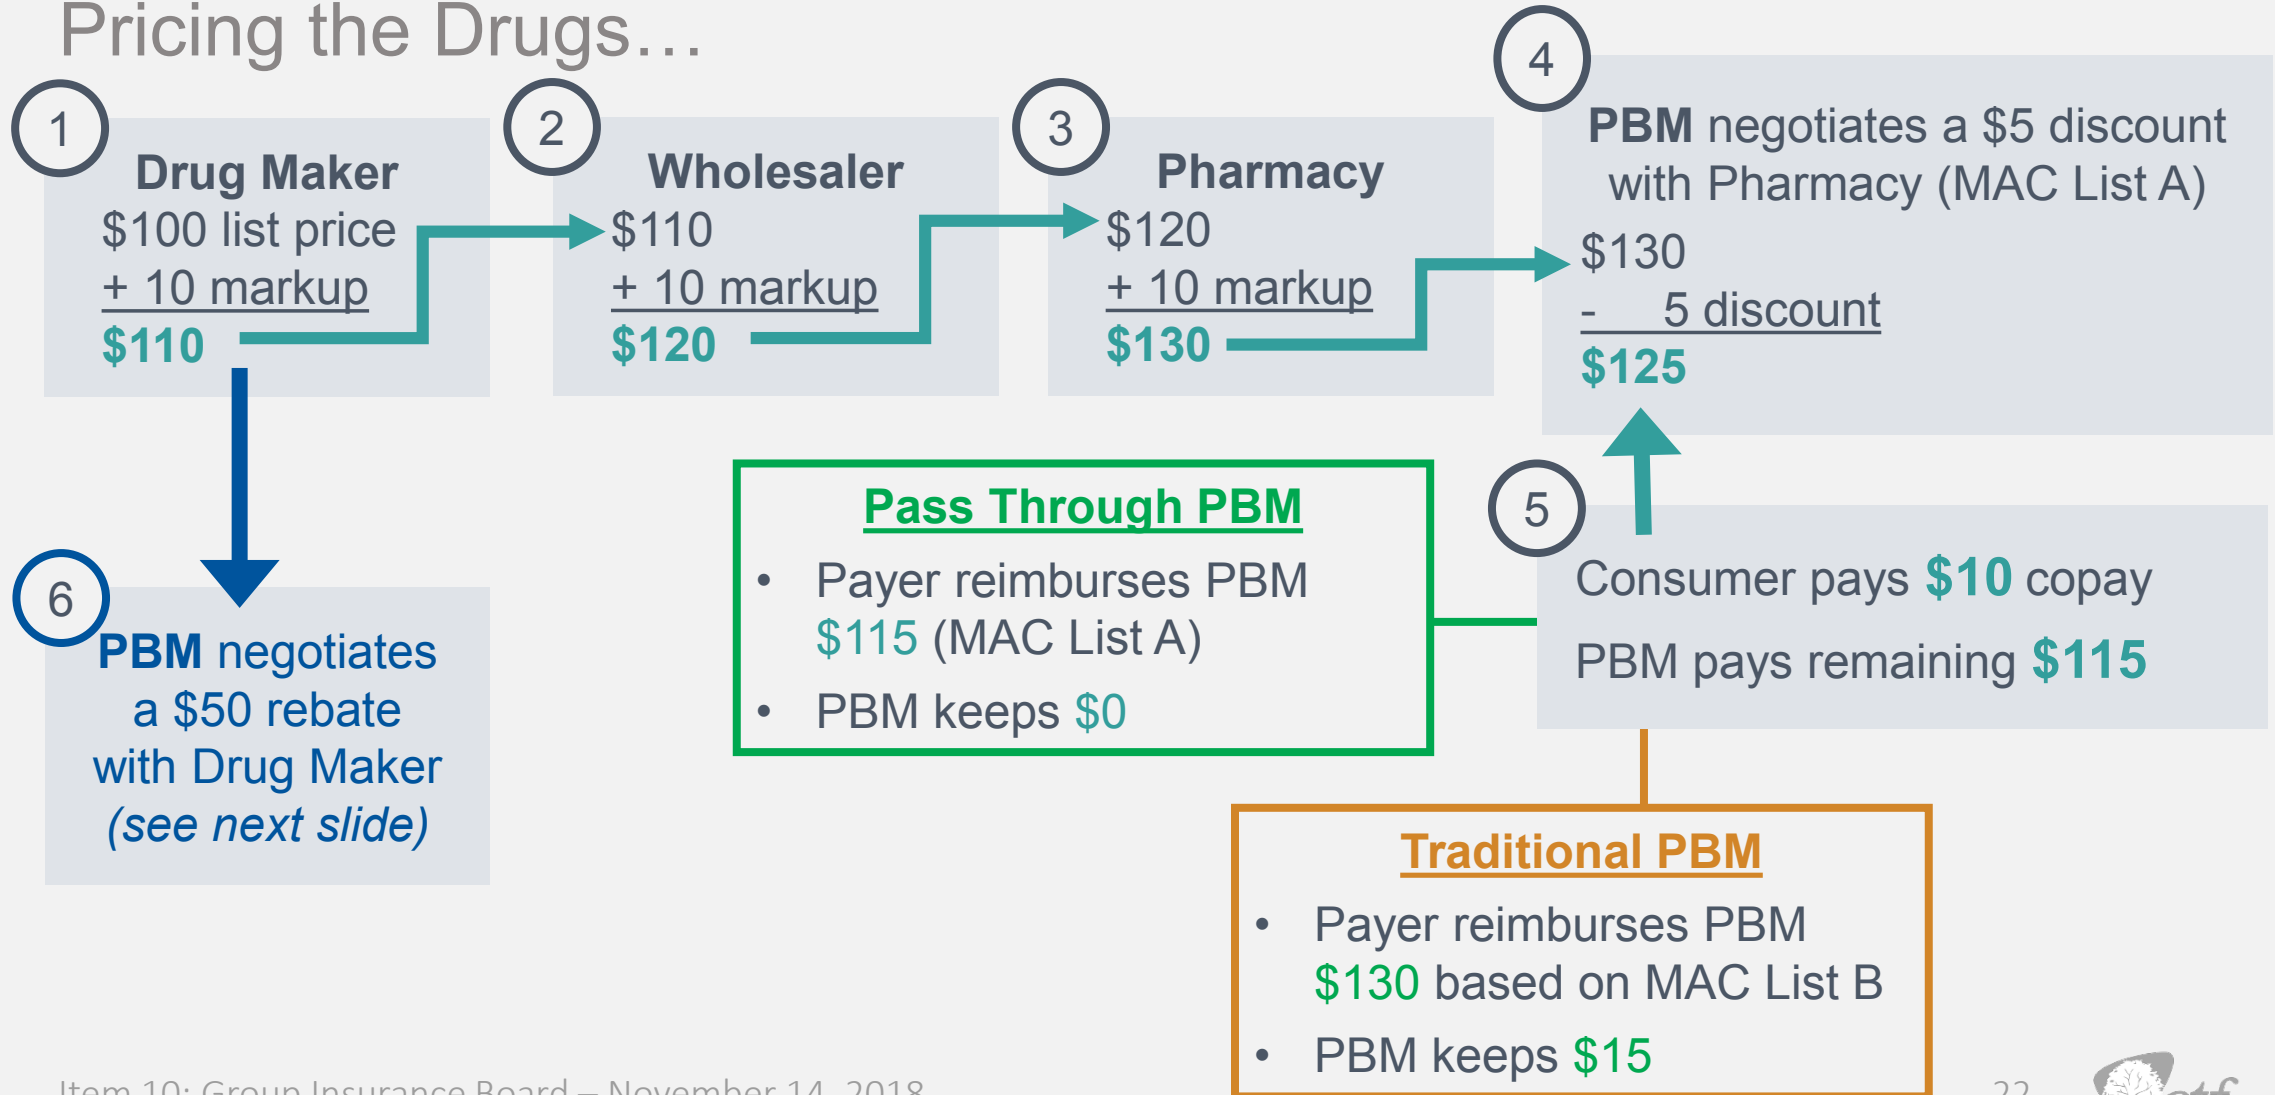 Pricing the Drugs…
1
Drug Maker
$100 list price
+ 10 markup
$110
2
Wholesaler
$110
+ 10 markup
$120
3
Pharmacy
$120
+ 10 markup
$130
4
PBM negotiates a $5 discount
with Pharmacy (MAC List A)
$130
- 5 discount
$125
5
Consumer pays $10 copay
PBM pays remaining $115
Pass Through PBM
• Payer reimburses PBM
$115 (MAC List A)
• PBM keeps $0
6
PBM negotiates
a $50 rebate
with Drug Maker
(see next slide)
Traditional PBM
• Payer reimburses PBM
$130 based on MAC List B
• PBM keeps $15
Item 10: Group Insurance Board – November 14, 2018
22
etf